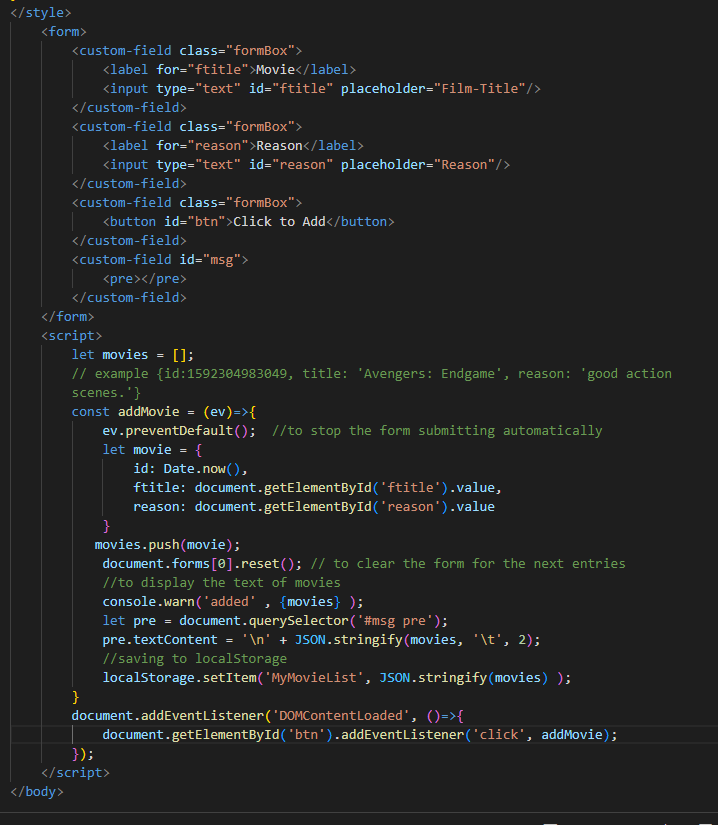 </style>
<form>
<custom-field class="formBox">
<label for="ftitle">Movie</label>
<input type="text" id="ftitle" placeholder="Film-Title"/>
</custom-field>
<custom-field class="formBox">
<label for="reason">Reason</label>
<input type="text" id="reason" placeholder="Reason"/>
</custom-field>
<custom-field class="formBox">
<button id="btn">Click to Add</button>
</custom-field>
<custom-field id="msg">
<pre></pre>
</custom-field>
</form>
<script>
let movies = [];
// example {id:1592304983049, title: 'Avengers: Endgame', reason: 'good action
scenes.'}
const addMovie = (ev)=>{
ev.preventDefault();  //to stop the form submitting automatically
let movie = {
id: Date.now(),
ftitle: document.getElementById('ftitle').value,
reason: document.getElementById('reason').value
}
movies.push(movie);
document.forms[0].reset(); // to clear the form for the next entries
//to display the text of movies
console.warn('added' , {movies} );
let pre = document.querySelector('#msg pre');
pre.textContent = '\n' + JSON.stringify(movies, '\t', 2);
//saving to localStorage
localStorage.setItem('MyMovieList', JSON.stringify(movies) );
}
document.addEventListener('DOMContentLoaded', ()=>{
document.getElementById('btn').addEventListener('click', addMovie);
});
</script>
</body>